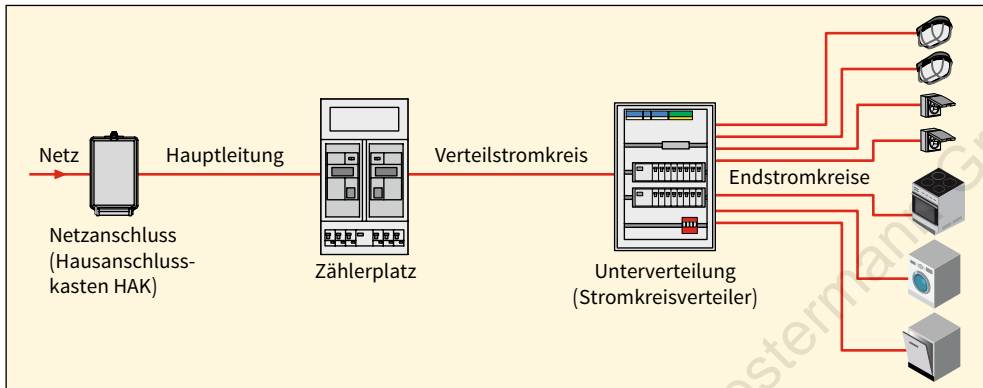 Netz
Hauptleitung
Verteilstromkreis
Endstromkreise
Netzanschluss
(Hausanschluss-
kasten HAK)
Zählerplatz
Unterverteilung
(Stromkreisverteiler)